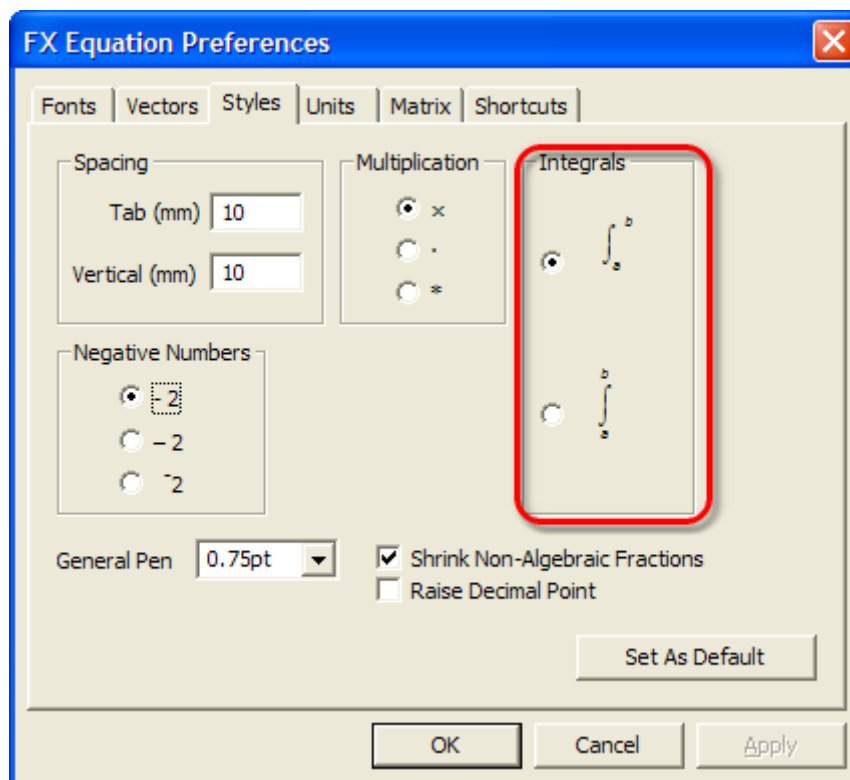 FX Equation Preferences
Fonts Vectors Styles Units Matrix Shortcuts
Spacing
Tab (mm) 10
Vertical (mm) 10
Multiplication
×
·
*
Integrals
∫ b a
b ∫ a
Negative Numbers
- 2
– 2
⁻2
General Pen 0.75pt
Shrink Non-Algebraic Fractions
Raise Decimal Point
Set As Default
OK Cancel Apply